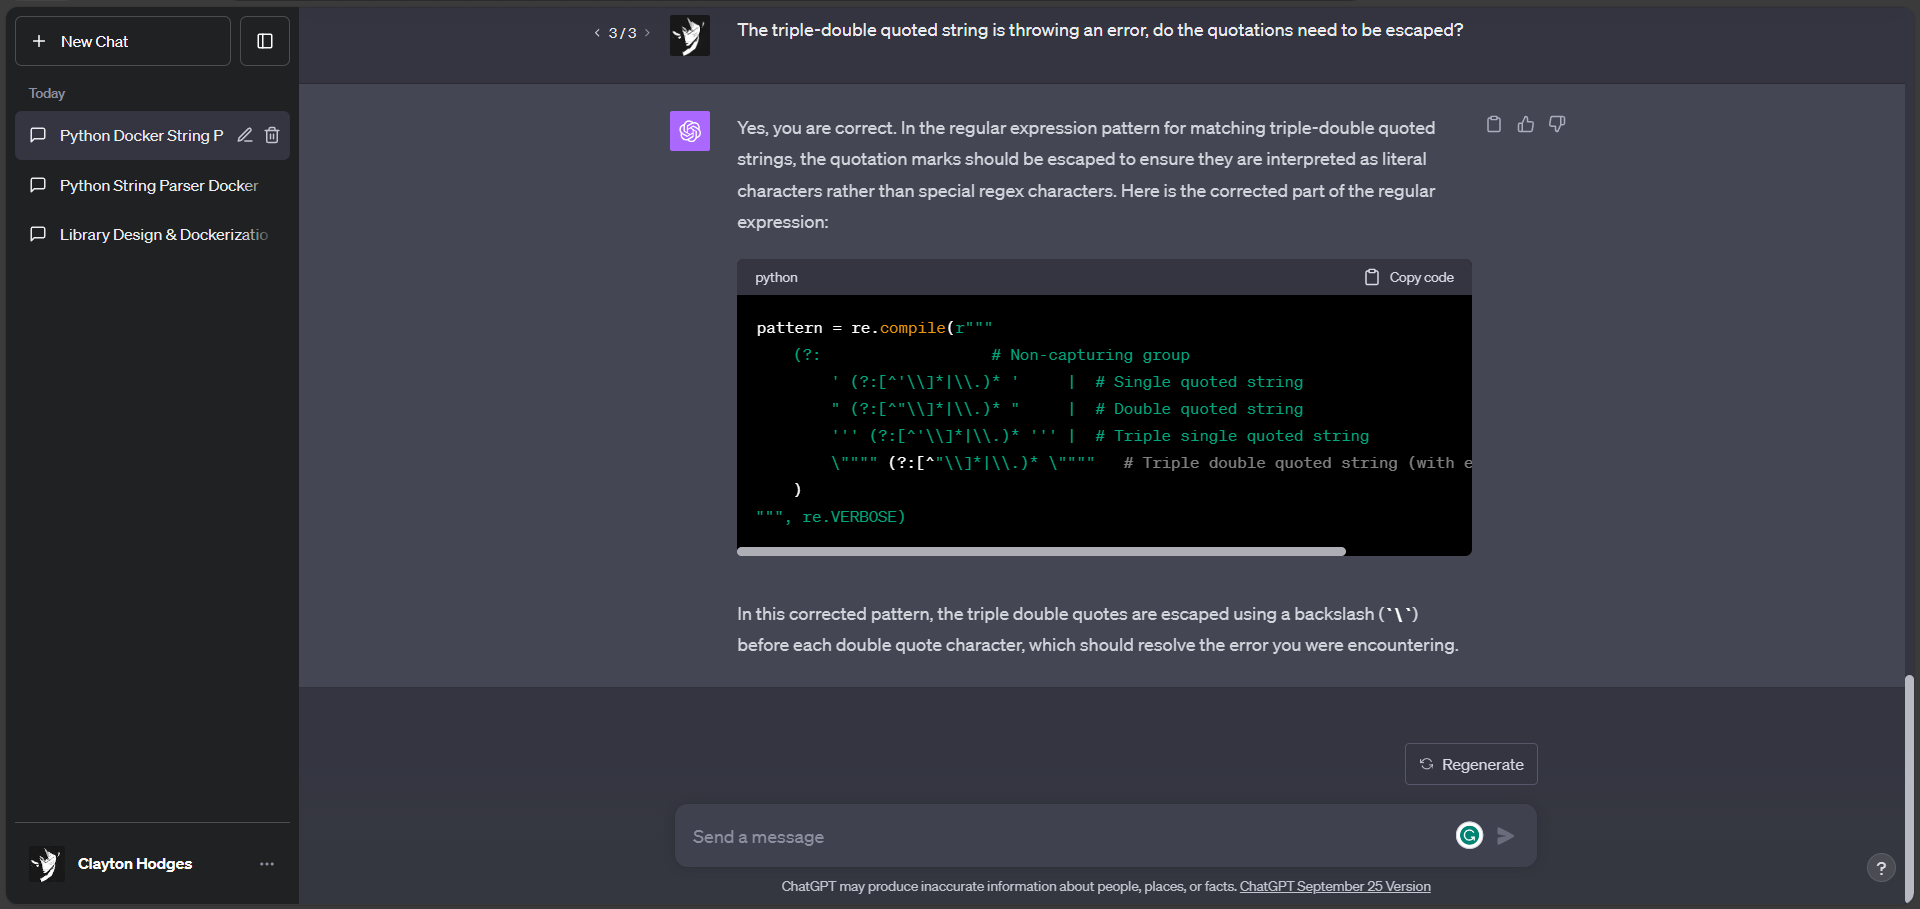 New Chat
Today
Python Docker String P
Python String Parser Docker
Library Design & Dockerizatio
Clayton Hodges
3 / 3
The triple-double quoted string is throwing an error, do the quotations need to be escaped?
Yes, you are correct. In the regular expression pattern for matching triple-double quoted
strings, the quotation marks should be escaped to ensure they are interpreted as literal
characters rather than special regex characters. Here is the corrected part of the regular
expression:
python
Copy code
pattern = re.compile(r"""
    (?:                  # Non-capturing group
        ' (?:[^'\\]*|\\.)* '     |  # Single quoted string
        " (?:[^"\\]*|\\.)* "     |  # Double quoted string
        ''' (?:[^'\\]*|\\.)* ''' |  # Triple single quoted string
        \"""" (?:[^"\\]*|\\.)* \""""   # Triple double quoted string (with e
    )
""", re.VERBOSE)
In this corrected pattern, the triple double quotes are escaped using a backslash (`\`)
before each double quote character, which should resolve the error you were encountering.
Regenerate
Send a message
ChatGPT may produce inaccurate information about people, places, or facts. ChatGPT September 25 Version
?